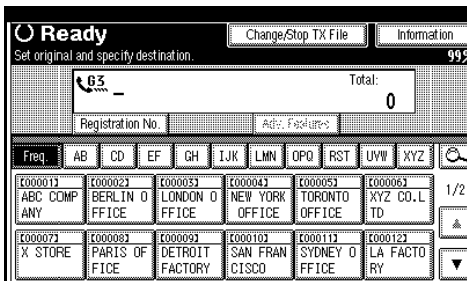 Ready
Change/Stop TX File
Information
Set original and specify destination.
99%
G3 _
Total:
0
Registration No.
Adv. Features
Freq. AB CD EF GH IJK LMN OPQ RST UVW XYZ
[00001] [00002] [00003] [00004] [00005] [00006]
ABC COMP BERLIN O LONDON O NEW YORK TORONTO XYZ CO.L
ANY FFICE FFICE OFFICE OFFICE TD
1/2
[00007] [00008] [00009] [00010] [00011] [00012]
X STORE PARIS OF DETROIT SAN FRAN SYDNEY O LA FACTO
FICE FACTORY CISCO FFICE RY